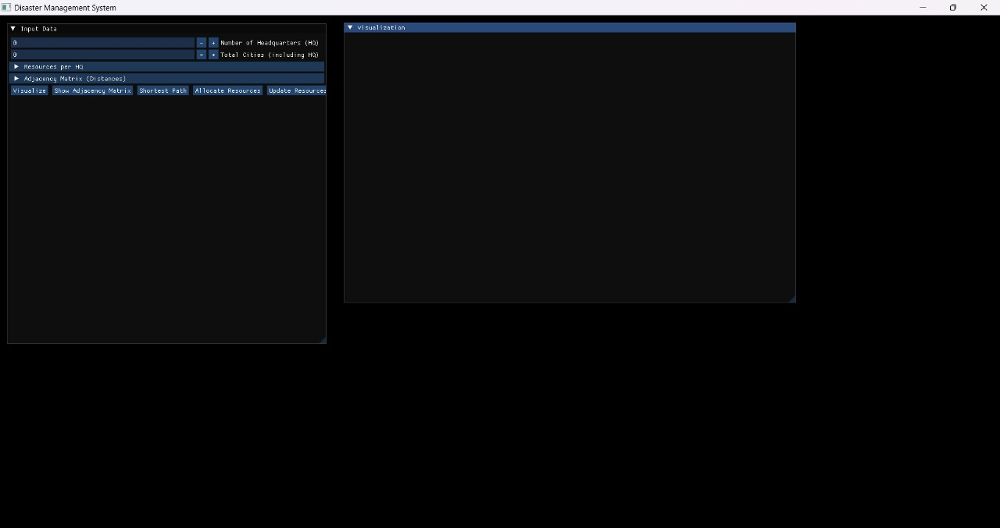 Disaster Management System
Input Data
0 - + Number of Headquarters (HQ)
0 - + Total Cities (including HQ)
Resources per HQ
Adjacency Matrix (Distances)
Visualize Show Adjacency Matrix Shortest Path Allocate Resources Update Resources
Visualization